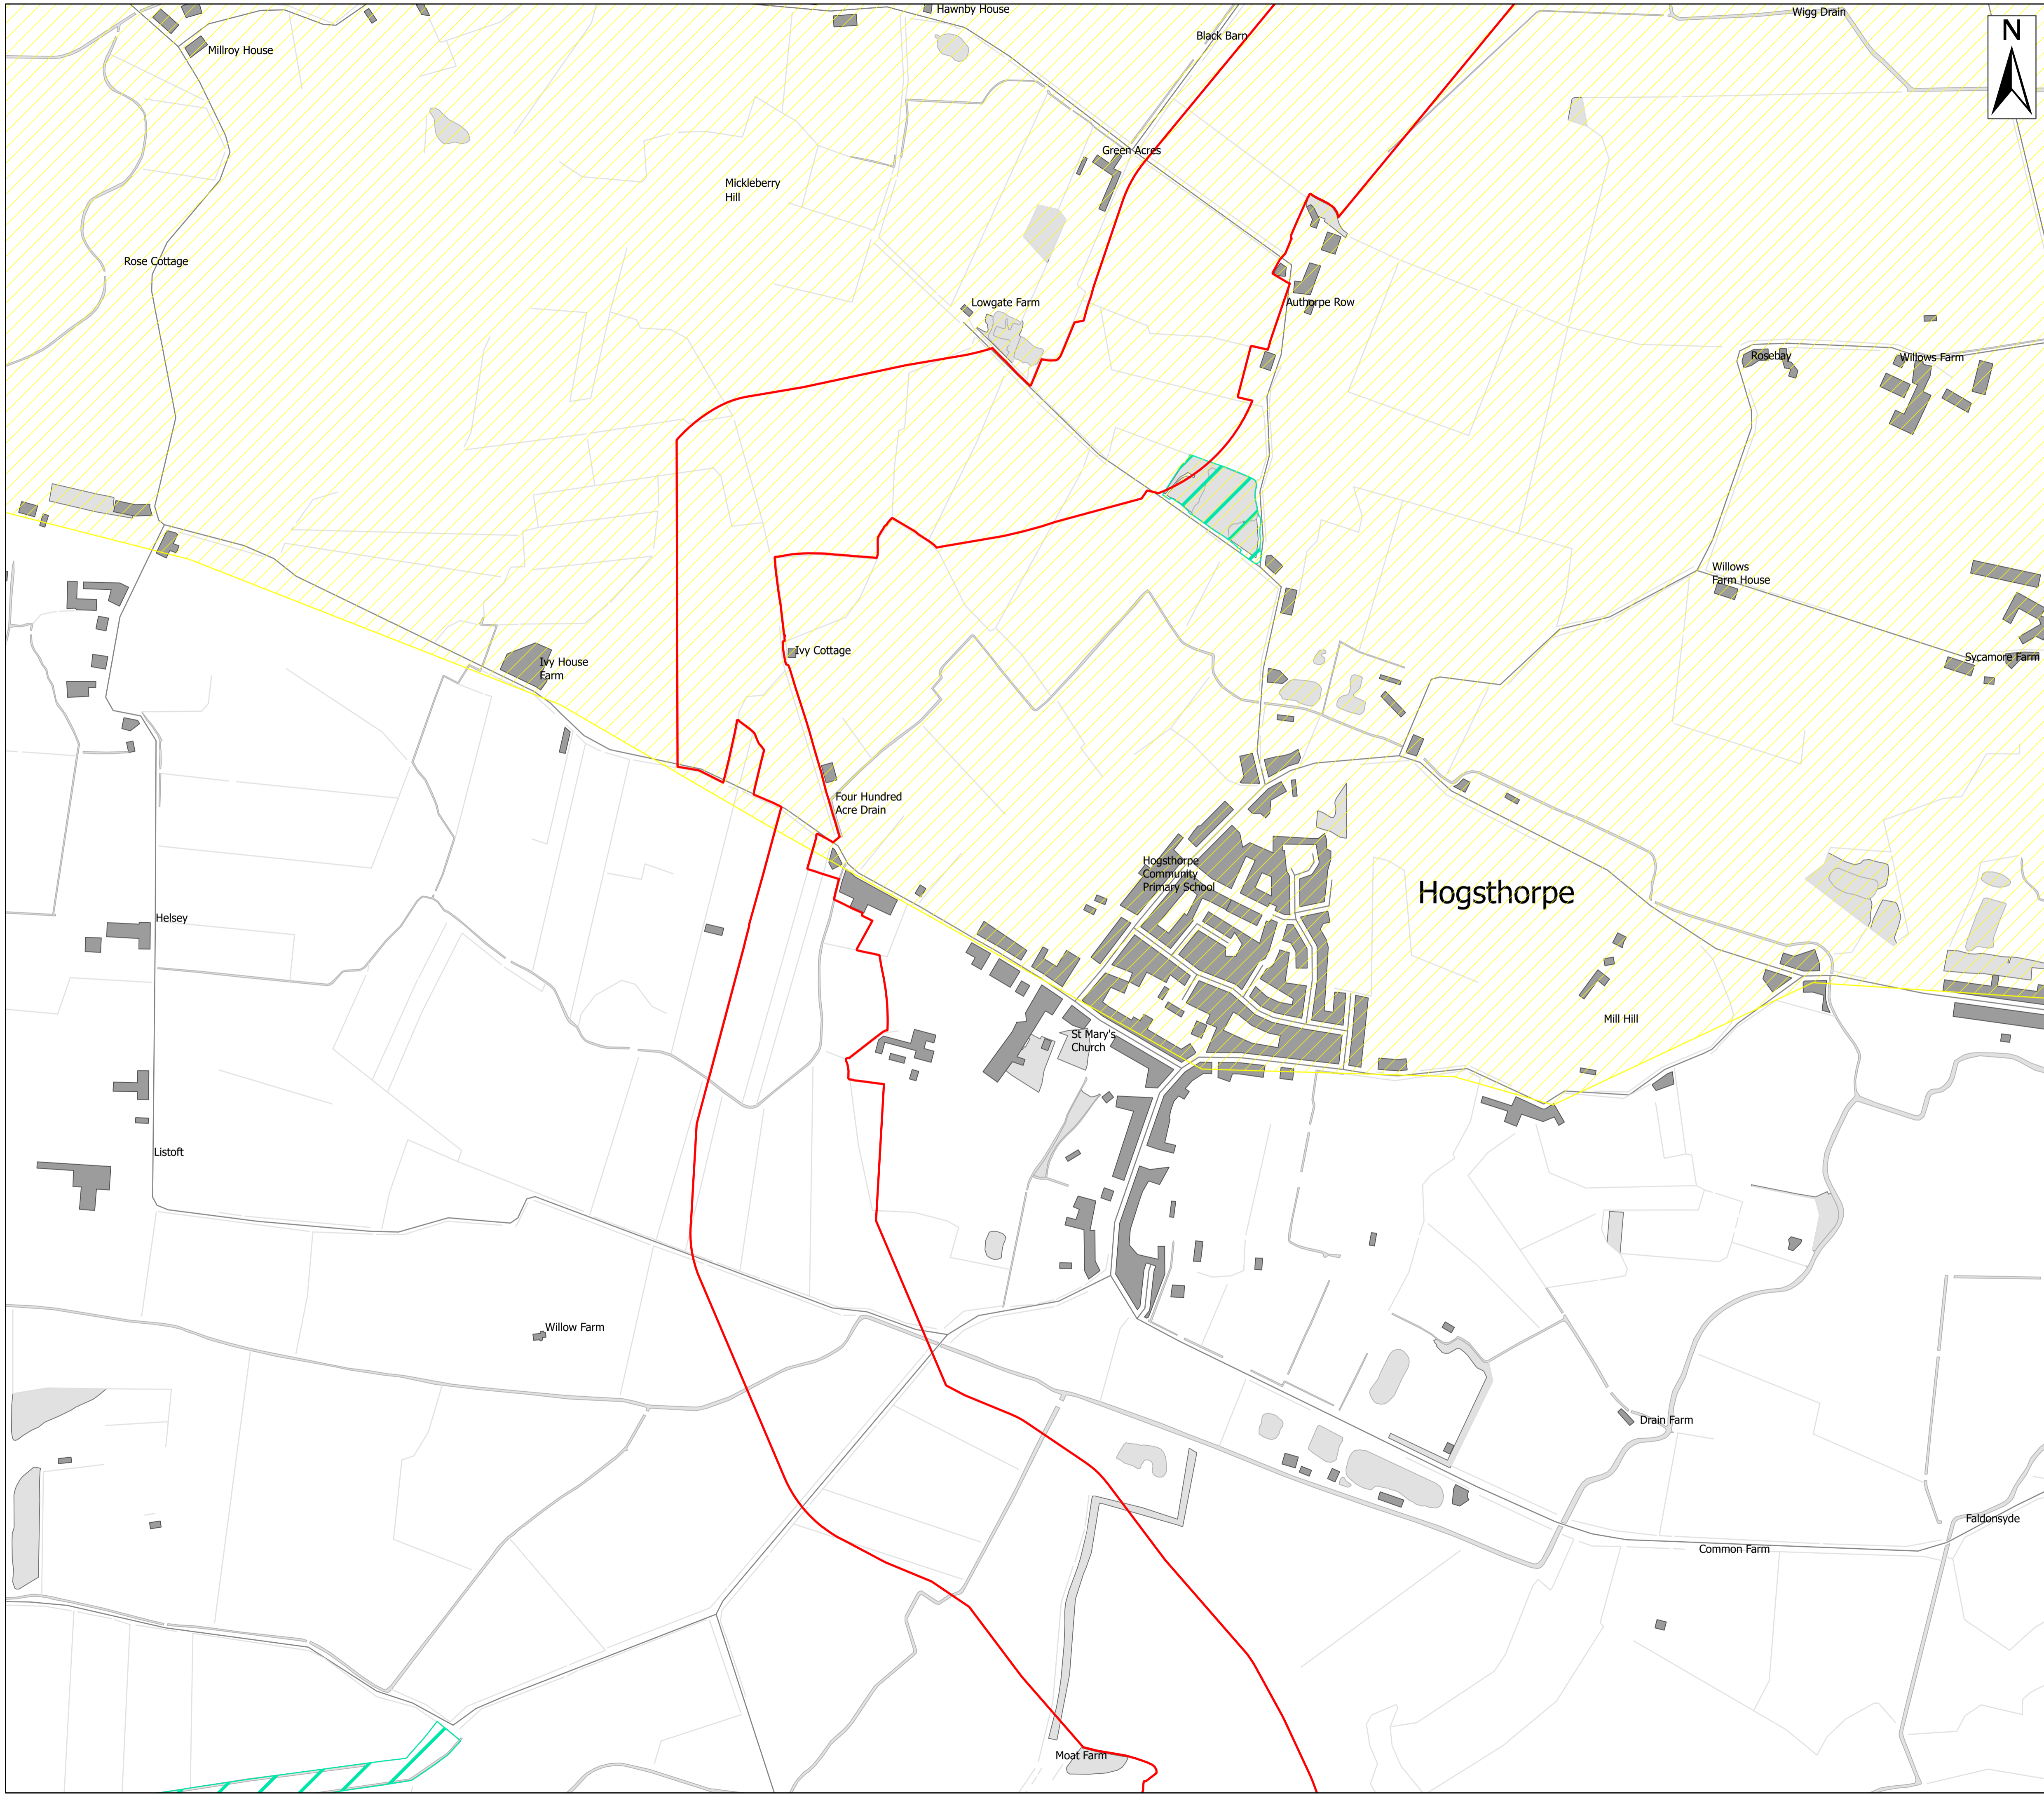 Hawnby House
Wigg Drain
N
Black Barn
Millroy House
Green Acres
Mickleberry
Hill
Rose Cottage
Lowgate Farm
Authorpe Row
Rosebay
Willows Farm
Willows
Farm House
Ivy Cottage
Sycamore Farm
Ivy House
Farm
Four Hundred
Acre Drain
Hogsthorpe
Community
Primary School
Hogsthorpe
Helsey
Mill Hill
St Mary's
Church
Listoft
Willow Farm
Drain Farm
Faldonsyde
Common Farm
Moat Farm